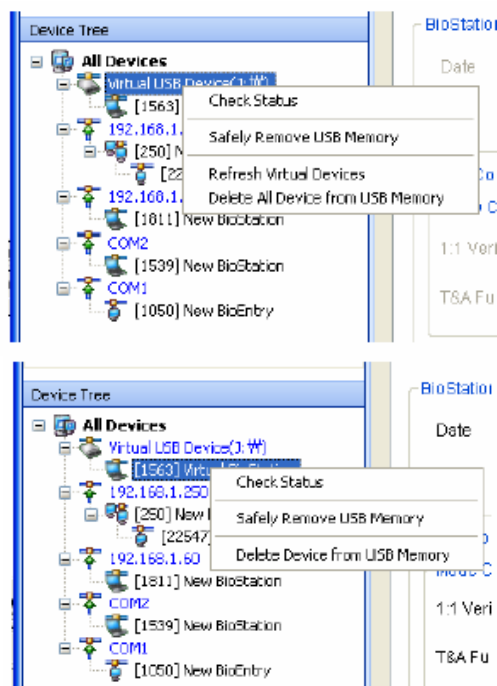 Device Tree
BioStation
All Devices
Date
Virtual USB Device(J:₩)
Check Status
[1563]
192.168.1.
Safely Remove USB Memory
[250] N
Refresh Virtual Devices
[22
Delete All Device from USB Memory
192.168.1.
[1811] New BioStation
1:1 Veri
COM2
[1539] New BioStation
COM1
T&A Fu
[1050] New BioEntry
Device Tree
BioStation
All Devices
Date
Virtual USB Device(J:₩)
[1563] Virtual BioStation
Check Status
192.168.1.250
[250] New
Safely Remove USB Memory
[22547]
Delete Device from USB Memory
192.168.1.60
[1811] New BioStation
COM2
1:1 Veri
[1539] New BioStation
COM1
T&A Fu
[1050] New BioEntry